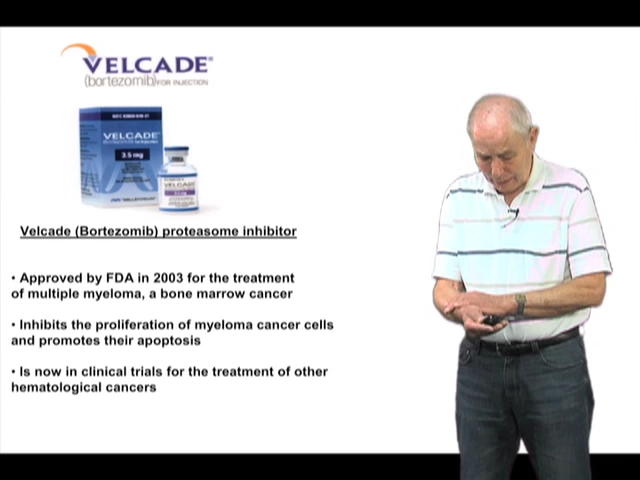 VELCADE®
(bortezomib) FOR INJECTION
VELCADE
3.5 mg
VELCADE
Velcade (Bortezomib) proteasome inhibitor
• Approved by FDA in 2003 for the treatment
of multiple myeloma, a bone marrow cancer
• Inhibits the proliferation of myeloma cancer cells
and promotes their apoptosis
• Is now in clinical trials for the treatment of other
hematological cancers